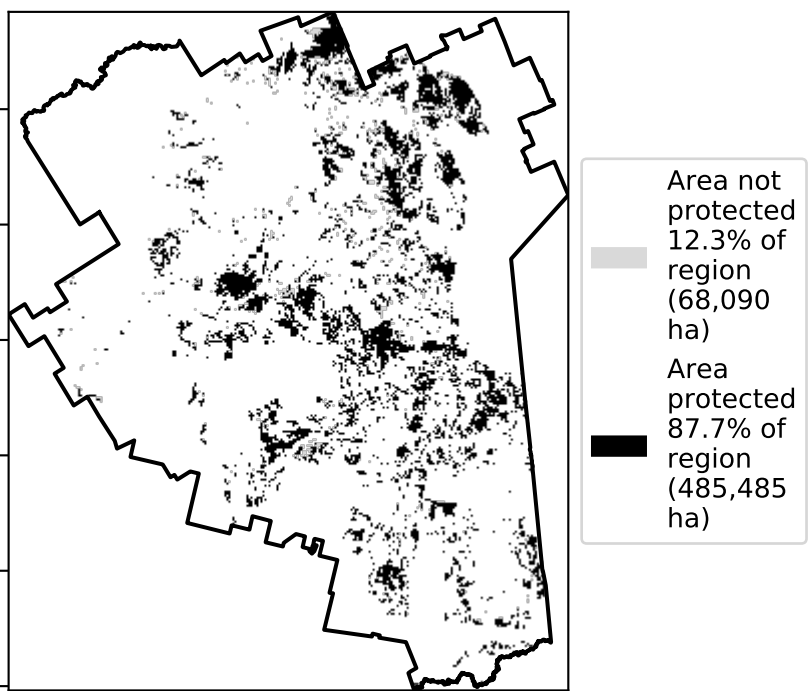 Area not
protected
12.3% of
region
(68,090
ha)
Area
protected
87.7% of
region
(485,485
ha)